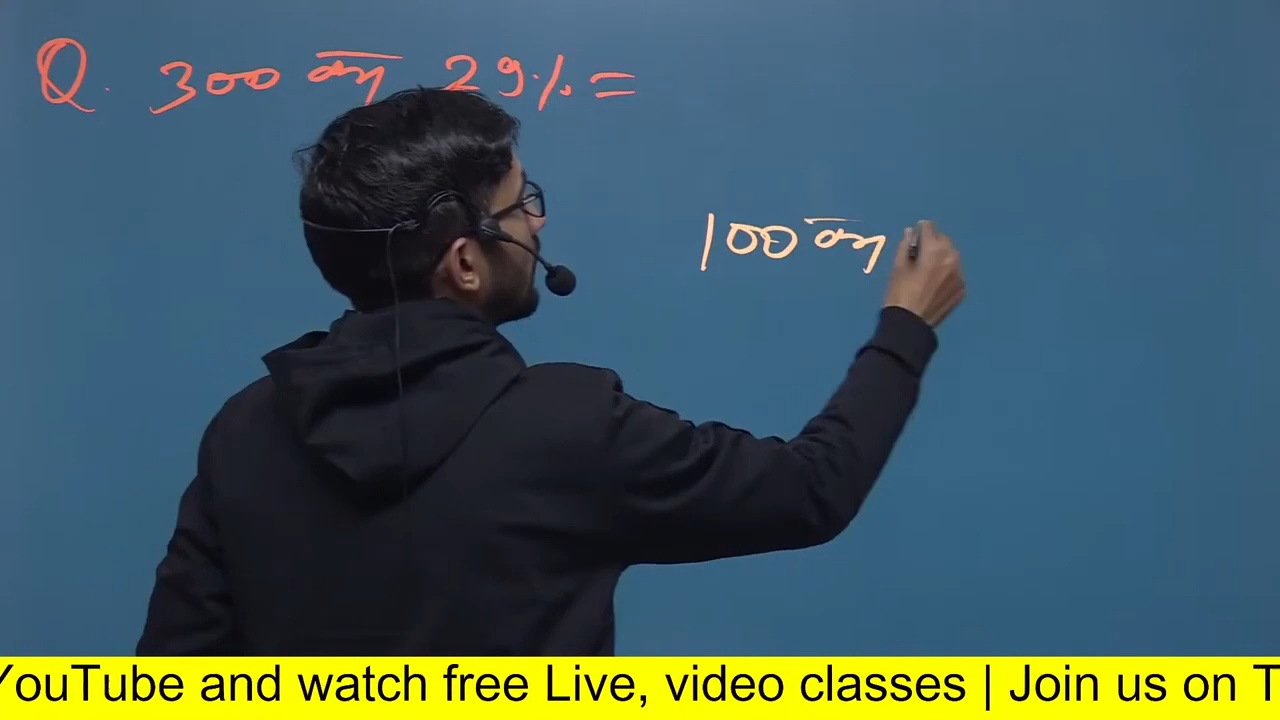 Q. 300 का 29% =
100 का
YouTube and watch free Live, video classes | Join us on T